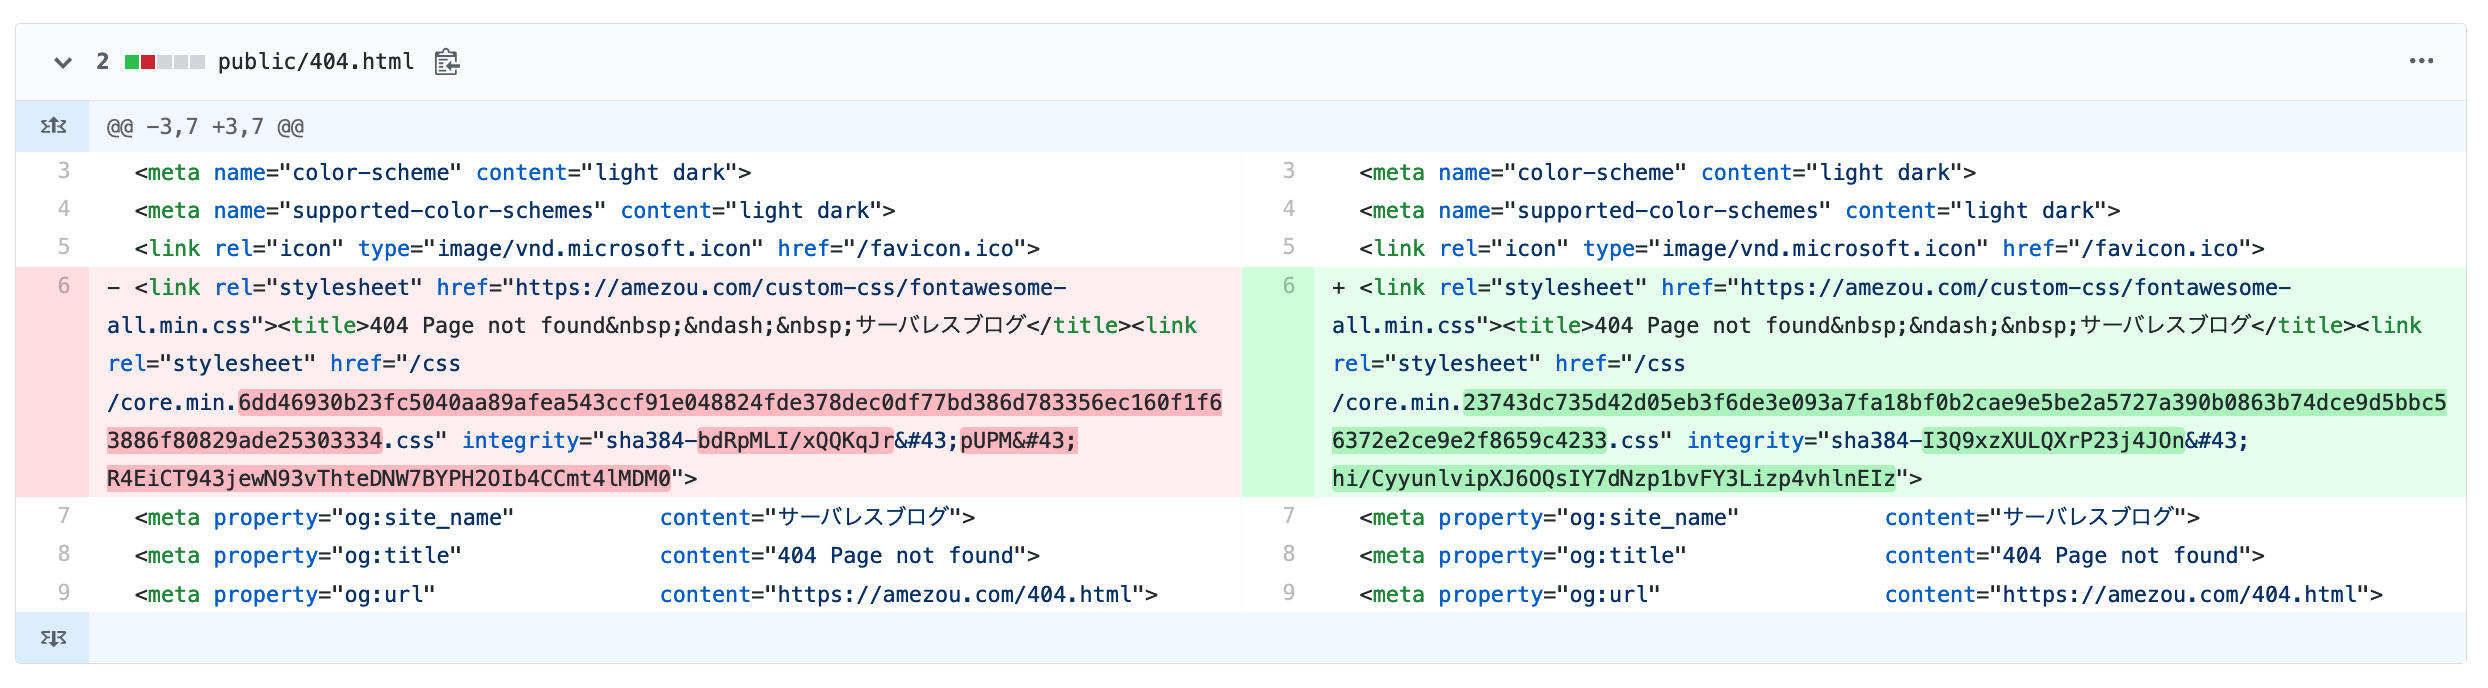 2 public/404.html
@@ -3,7 +3,7 @@
3 <meta name="color-scheme" content="light dark">
4 <meta name="supported-color-schemes" content="light dark">
5 <link rel="icon" type="image/vnd.microsoft.icon" href="/favicon.ico">
6 - <link rel="stylesheet" href="https://amezou.com/custom-css/fontawesome-
all.min.css"><title>404 Page not found&nbsp;&ndash;&nbsp;サーバレスブログ</title><link
rel="stylesheet" href="/css
/core.min.6dd46930b23fc5040aa89afea543ccf91e048824fde378dec0df77bd386d783356ec160f1f6
3886f80829ade25303334.css" integrity="sha384-bdRpMLI/xQQKqJr&#43;pUPM&#43;
R4EiCT943jewN93vThteDNW7BYPH2OIb4CCmt4lMDM0">
7 <meta property="og:site_name" content="サーバレスブログ">
8 <meta property="og:title" content="404 Page not found">
9 <meta property="og:url" content="https://amezou.com/404.html">
3 <meta name="color-scheme" content="light dark">
4 <meta name="supported-color-schemes" content="light dark">
5 <link rel="icon" type="image/vnd.microsoft.icon" href="/favicon.ico">
6 + <link rel="stylesheet" href="https://amezou.com/custom-css/fontawesome-
all.min.css"><title>404 Page not found&nbsp;&ndash;&nbsp;サーバレスブログ</title><link
rel="stylesheet" href="/css
/core.min.23743dc735d42d05eb3f6de3e093a7fa18bf0b2cae9e5be2a5727a390b0863b74dce9d5bbc5
6372e2ce9e2f8659c4233.css" integrity="sha384-I3Q9xzXULQXrP23j4JOn&#43;
hi/CyyunlvipXJ6OQsIY7dNzp1bvFY3Lizp4vhlnEIz">
7 <meta property="og:site_name" content="サーバレスブログ">
8 <meta property="og:title" content="404 Page not found">
9 <meta property="og:url" content="https://amezou.com/404.html">